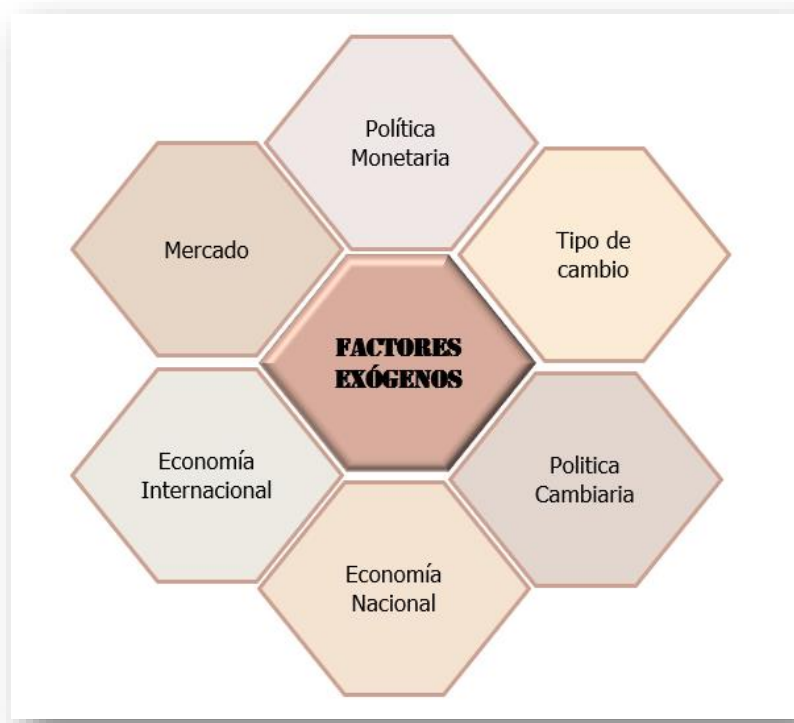 Política
Monetaria
Mercado
Tipo de
cambio
FACTORES
EXÓGENOS
Economía
Internacional
Politica
Cambiaria
Economía
Nacional